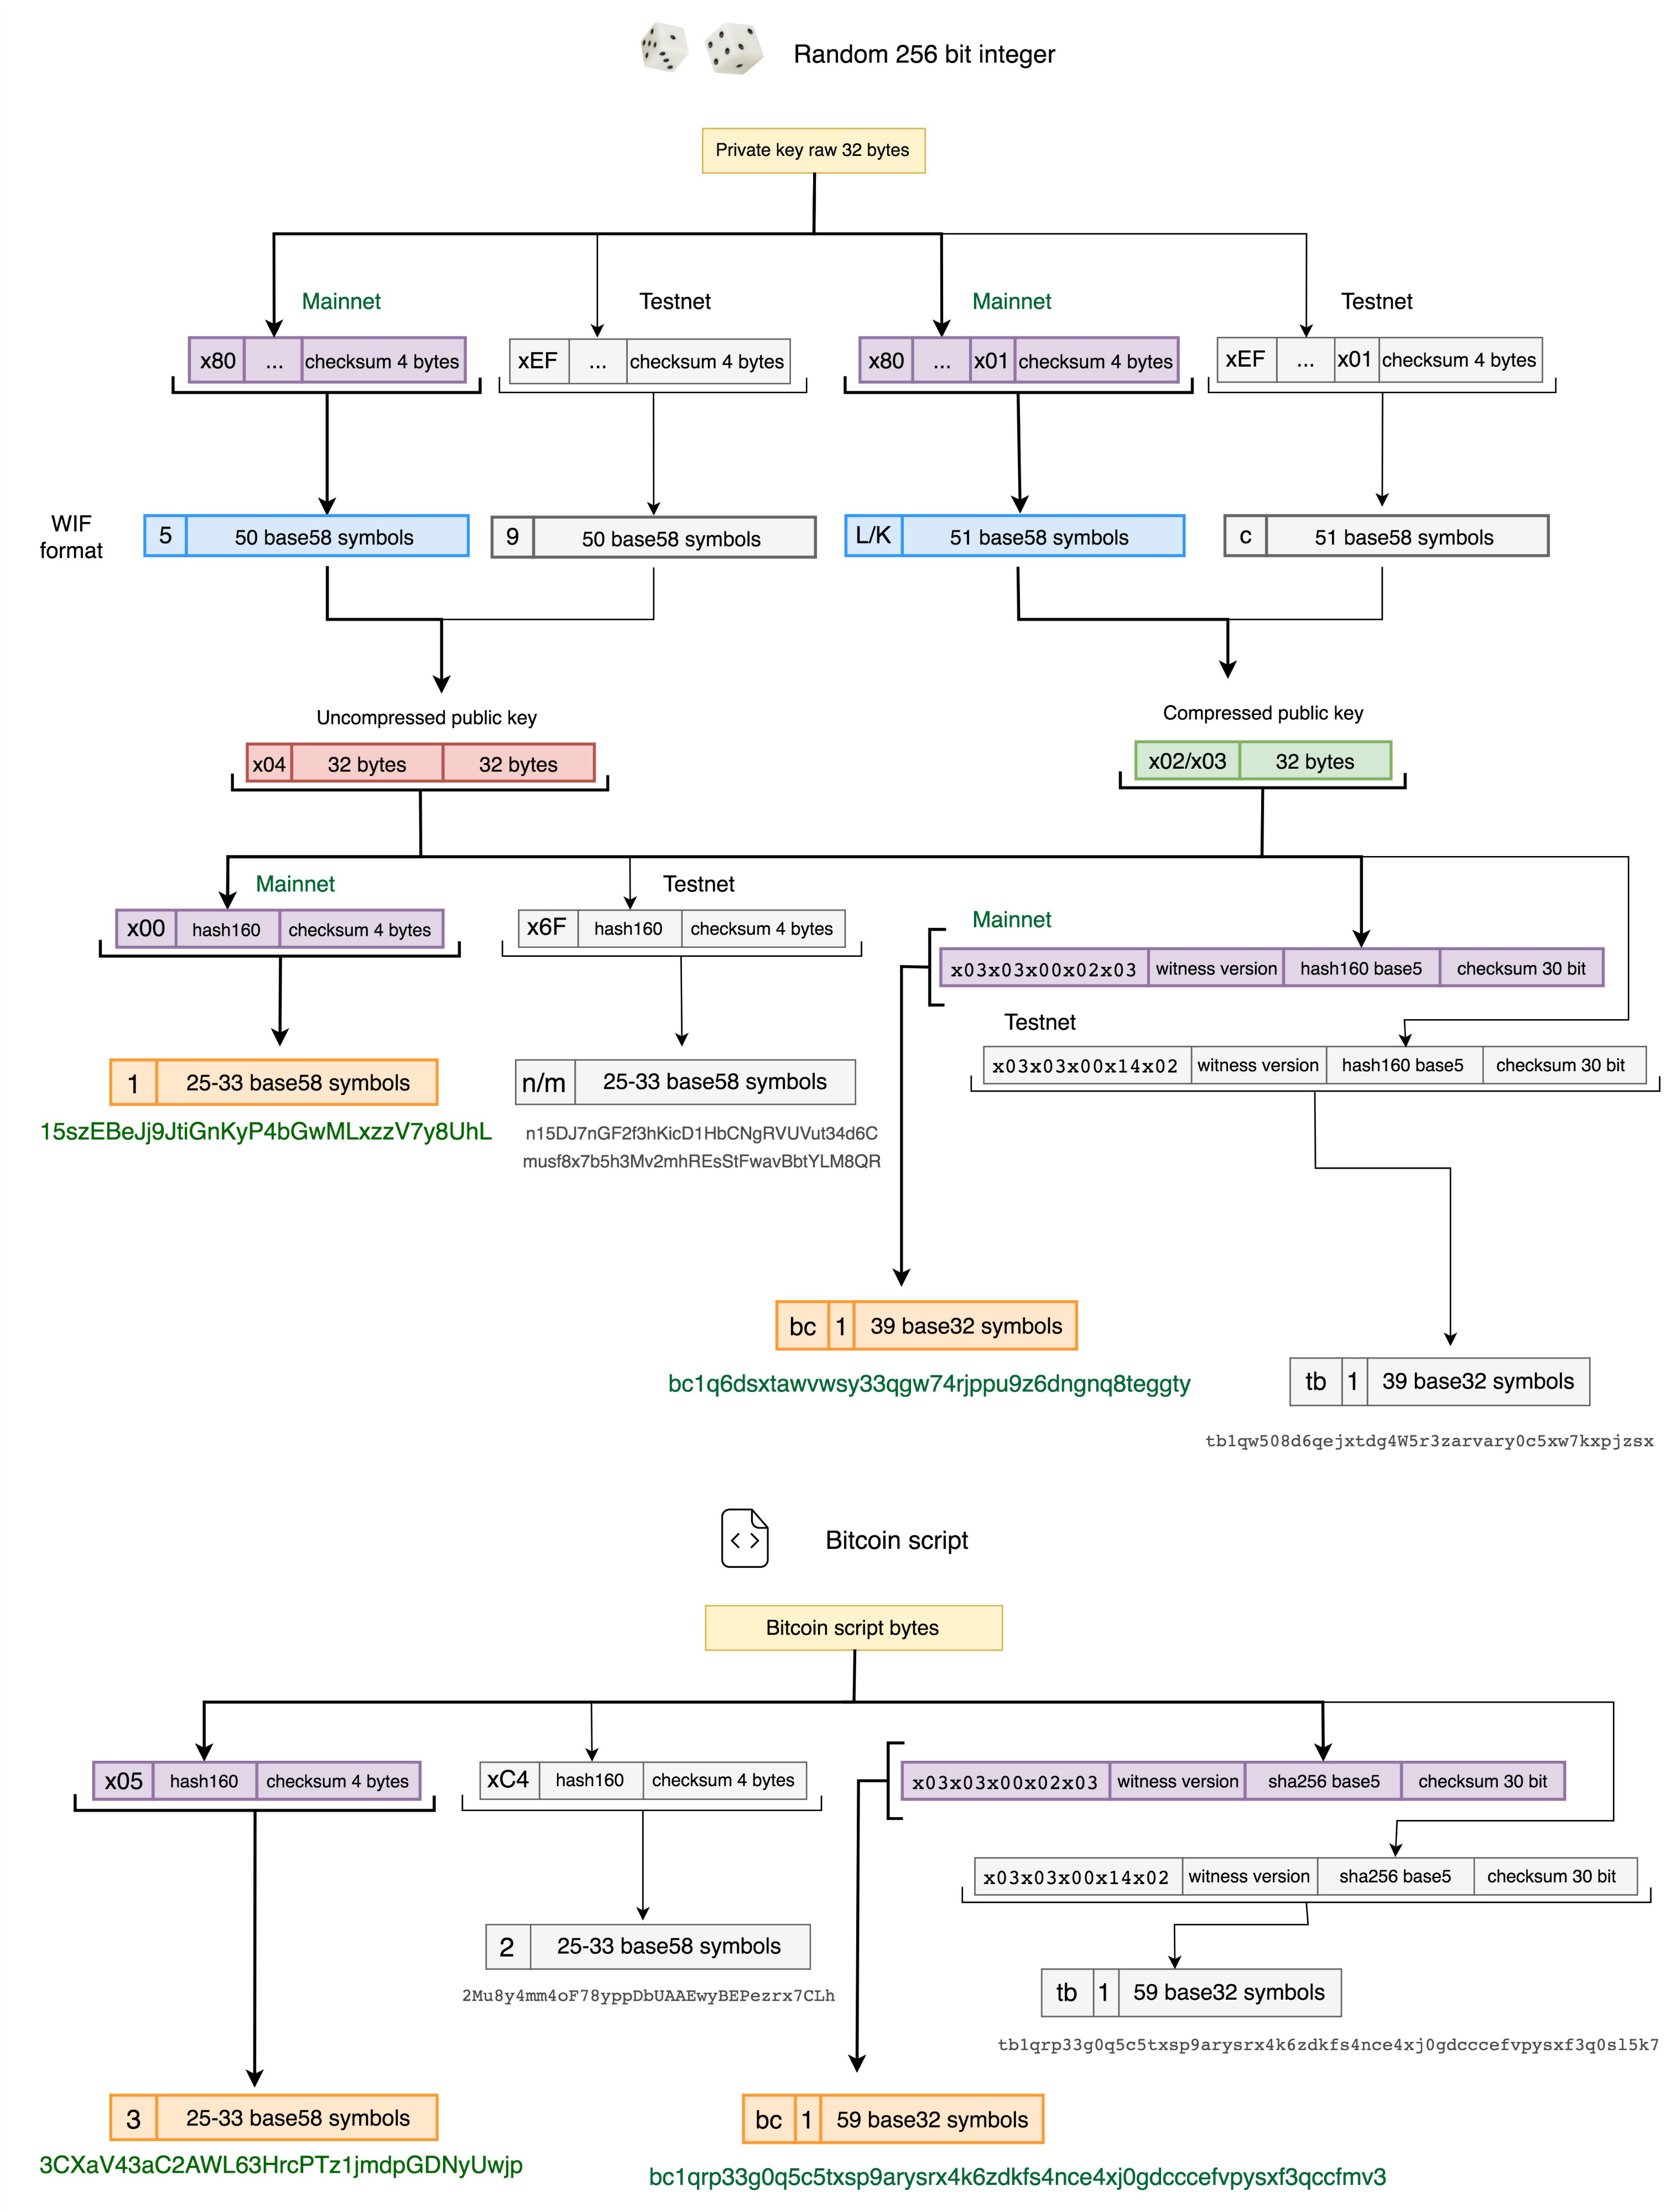 Random 256 bit integer
Private key raw 32 bytes
Mainnet
Testnet
Mainnet
Testnet
x80 ... checksum 4 bytes
xEF ... checksum 4 bytes
x80 ... x01 checksum 4 bytes
xEF ... x01 checksum 4 bytes
WIF
format
5 50 base58 symbols
9 50 base58 symbols
L/K 51 base58 symbols
c 51 base58 symbols
Uncompressed public key
Compressed public key
x04 32 bytes 32 bytes
x02/x03 32 bytes
Mainnet
Testnet
x00 hash160 checksum 4 bytes
x6F hash160 checksum 4 bytes
Mainnet
x03x03x00x02x03 witness version hash160 base5 checksum 30 bit
Testnet
x03x03x00x14x02 witness version hash160 base5 checksum 30 bit
1 25-33 base58 symbols
n/m 25-33 base58 symbols
15szEBeJj9JtiGnKyP4bGwMLxzzV7y8UhL
n15DJ7nGF2f3hKicD1HbCNgRVUVut34d6C
musf8x7b5h3Mv2mhREsStFwavBbtYLM8QR
bc 1 39 base32 symbols
bc1q6dsxtawvwsy33qgw74rjppu9z6dngnq8teggty
tb 1 39 base32 symbols
tb1qw508d6qejxtdg4W5r3zarvary0c5xw7kxpjzsx
Bitcoin script
Bitcoin script bytes
x05 hash160 checksum 4 bytes
xC4 hash160 checksum 4 bytes
x03x03x00x02x03 witness version sha256 base5 checksum 30 bit
x03x03x00x14x02 witness version sha256 base5 checksum 30 bit
2 25-33 base58 symbols
2Mu8y4mm4oF78yppDbUAAEwyBEPezrx7CLh
tb 1 59 base32 symbols
tb1qrp33g0q5c5txsp9arysrx4k6zdkfs4nce4xj0gdcccefvpysxf3q0sl5k7
3 25-33 base58 symbols
3CXaV43aC2AWL63HrcPTz1jmdpGDNyUwjp
bc 1 59 base32 symbols
bc1qrp33g0q5c5txsp9arysrx4k6zdkfs4nce4xj0gdcccefvpysxf3qccfmv3